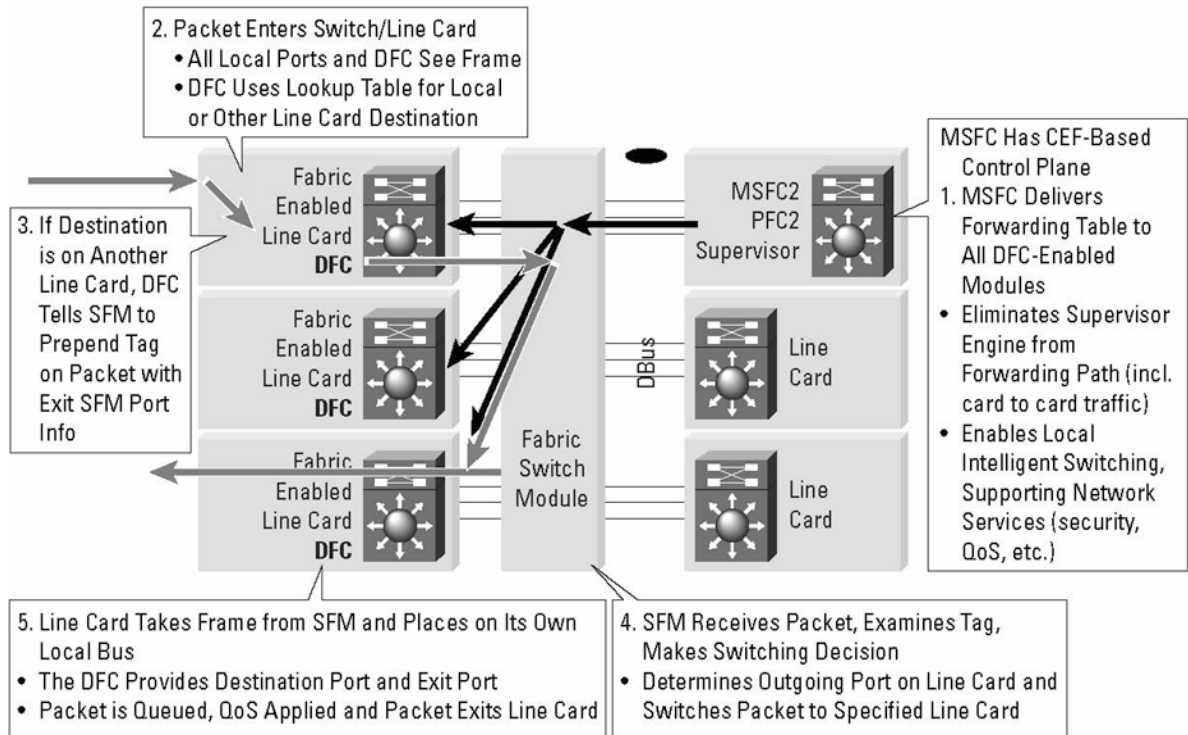 2. Packet Enters Switch/Line Card
• All Local Ports and DFC See Frame
• DFC Uses Lookup Table for Local
or Other Line Card Destination
3. If Destination
is on Another
Line Card, DFC
Tells SFM to
Prepend Tag
on Packet with
Exit SFM Port
Info
Fabric
Enabled
Line Card
DFC
Fabric
Enabled
Line Card
DFC
Fabric
Enabled
Line Card
DFC
Fabric
Switch
Module
DBus
MSFC2
PFC2
Supervisor
Line
Card
Line
Card
MSFC Has CEF-Based
Control Plane
1. MSFC Delivers
Forwarding Table to
All DFC-Enabled
Modules
• Eliminates Supervisor
Engine from
Forwarding Path (incl.
card to card traffic)
• Enables Local
Intelligent Switching,
Supporting Network
Services (security,
QoS, etc.)
5. Line Card Takes Frame from SFM and Places on Its Own
Local Bus
• The DFC Provides Destination Port and Exit Port
• Packet is Queued, QoS Applied and Packet Exits Line Card
4. SFM Receives Packet, Examines Tag,
Makes Switching Decision
• Determines Outgoing Port on Line Card and
Switches Packet to Specified Line Card